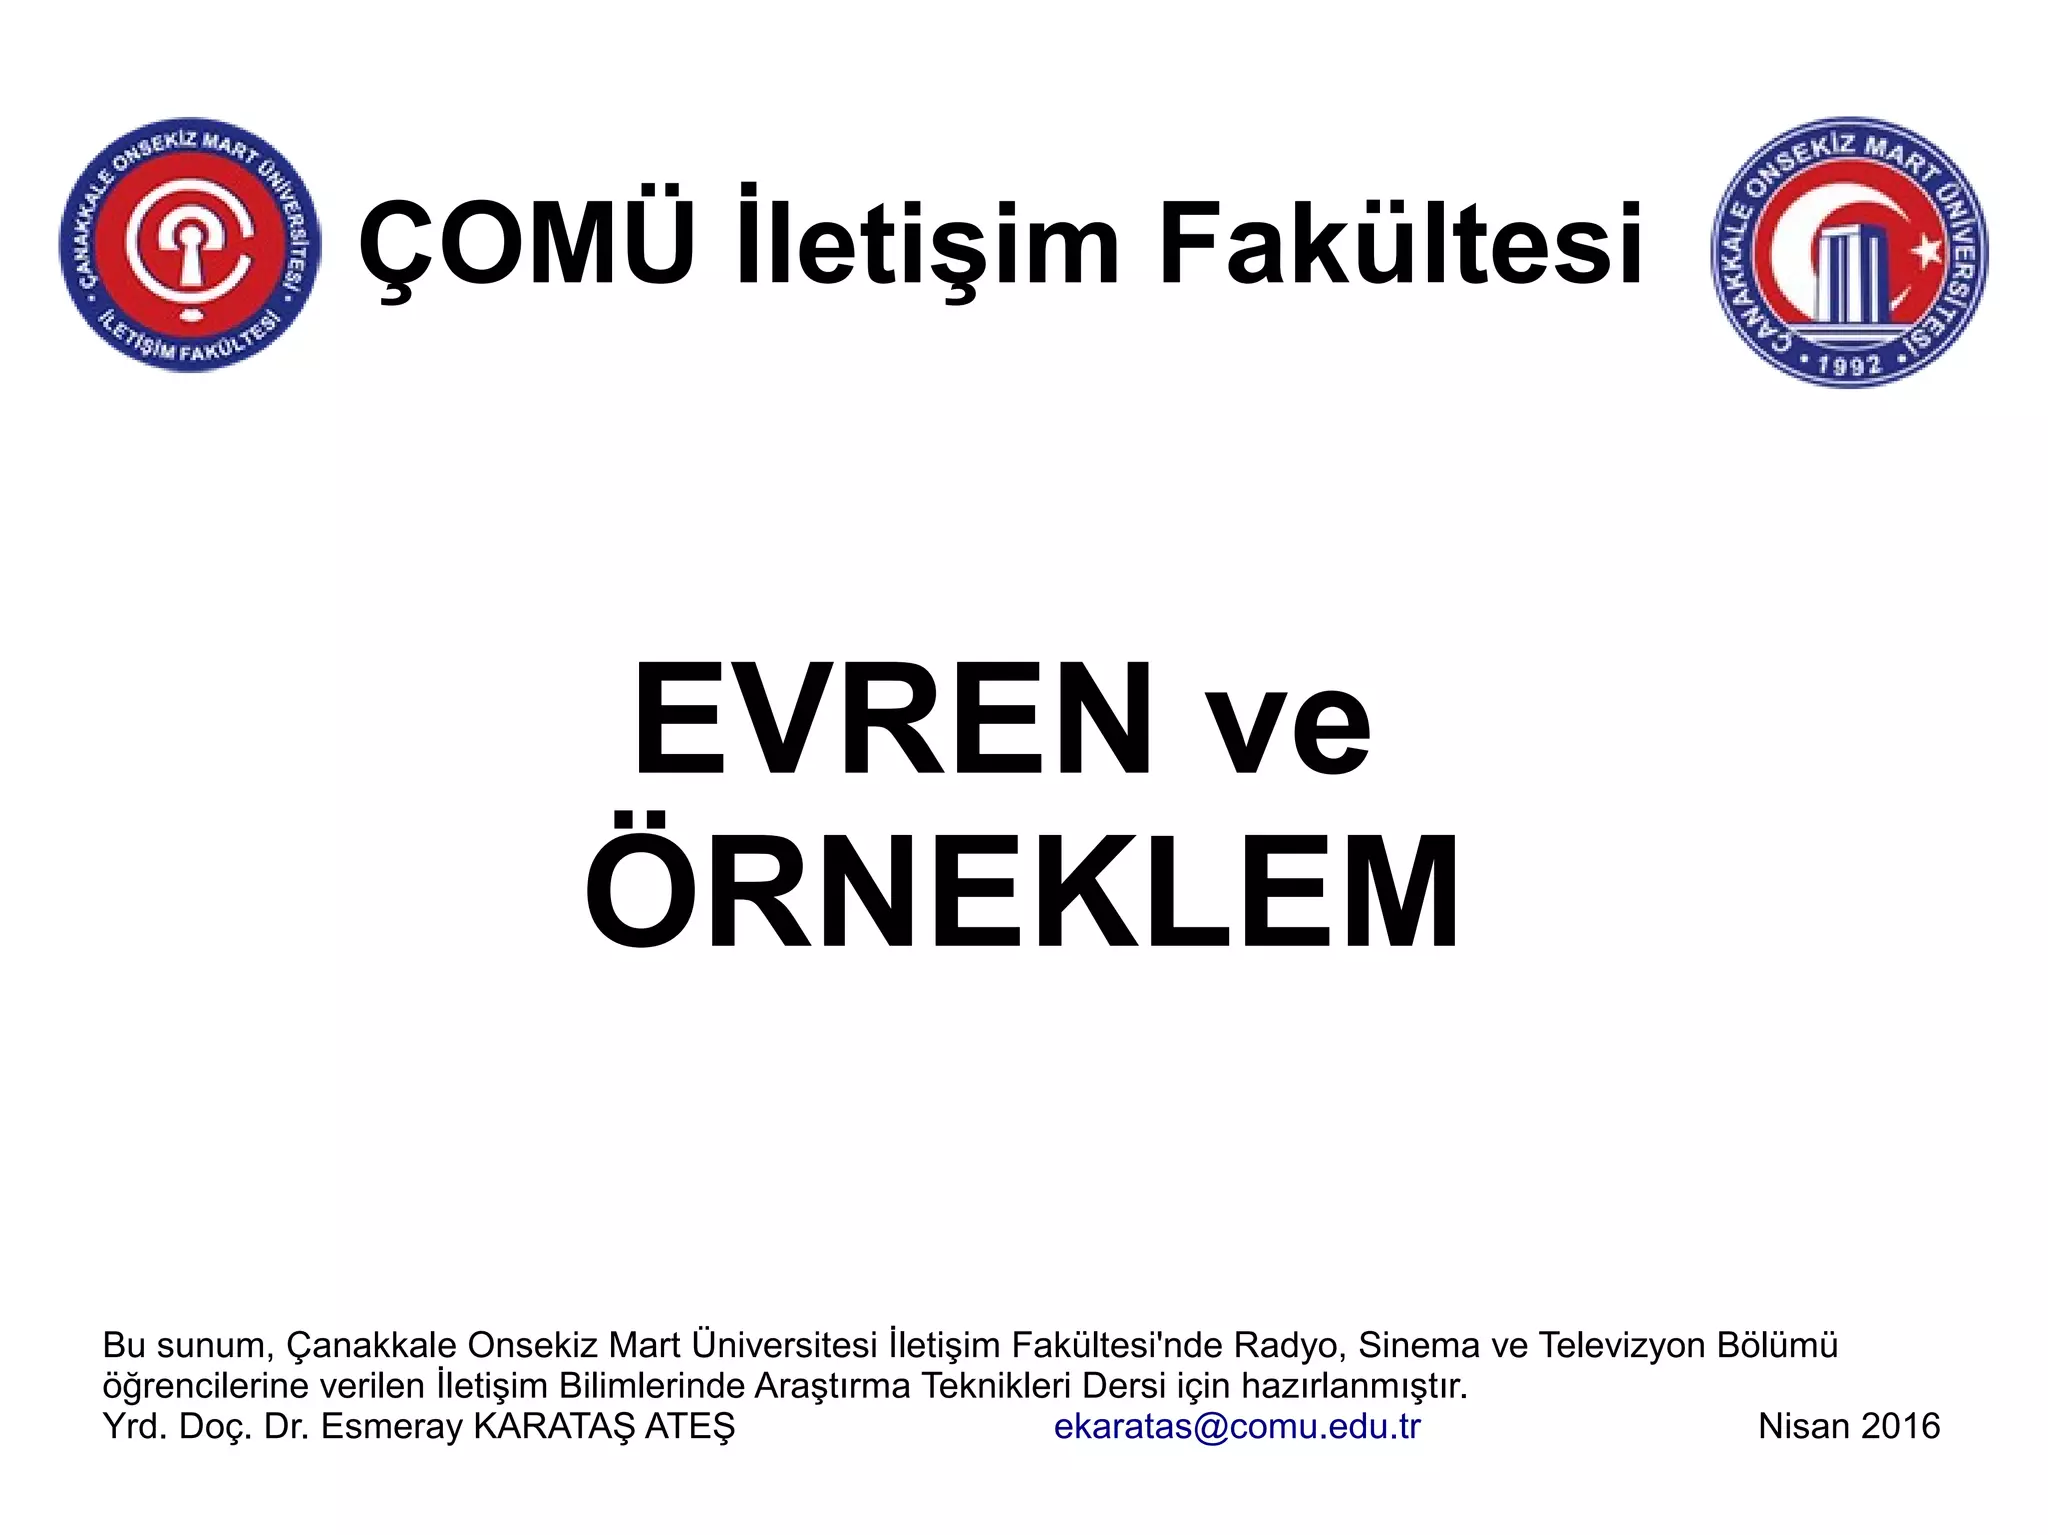 ÇANAKKALE ONSEKİZ MART ÜNİVERSİTESİ
İLETİŞİM FAKÜLTESİ
ÇOMÜ İletişim Fakültesi
ÇANAKKALE ONSEKİZ MART ÜNİVERSİTESİ
1992
EVREN ve
ÖRNEKLEM
Bu sunum, Çanakkale Onsekiz Mart Üniversitesi İletişim Fakültesi'nde Radyo, Sinema ve Televizyon Bölümü
öğrencilerine verilen İletişim Bilimlerinde Araştırma Teknikleri Dersi için hazırlanmıştır.
Yrd. Doç. Dr. Esmeray KARATAŞ ATEŞ ekaratas@comu.edu.tr Nisan 2016